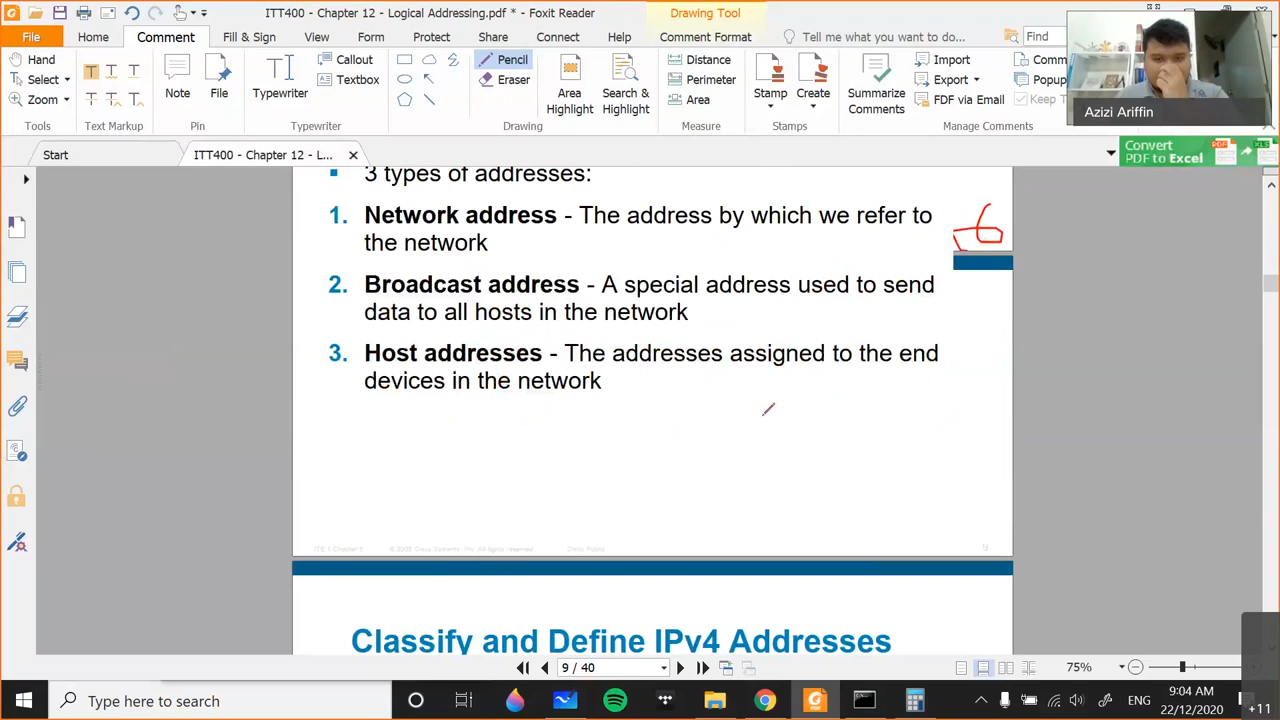 ITT400 - Chapter 12 - Logical Addressing.pdf * - Foxit Reader
Drawing Tool
File
Home
Comment
Fill & Sign
View
Form
Protect
Share
Connect
Help
Comment Format
Tell me what you want to do...
Find
Hand
Select
Zoom
Tools
Text Markup
Note
File
Pin
Typewriter
Callout
Textbox
Typewriter
Pencil
Eraser
Area
Highlight
Search &
Highlight
Drawing
Distance
Perimeter
Area
Measure
Stamp
Create
Stamps
Summarize
Comments
Import
Export
FDF via Email
Comm
Popup
Keep T
Manage Comments
Azizi Ariffin
Start
ITT400 - Chapter 12 - L...
Convert
PDF to Excel
3 types of addresses:
1. Network address - The address by which we refer to
the network
2. Broadcast address - A special address used to send
data to all hosts in the network
3. Host addresses - The addresses assigned to the end
devices in the network
6
9
Classify and Define IPv4 Addresses
9 / 40
75%
Type here to search
ENG
9:04 AM
22/12/2020
+11